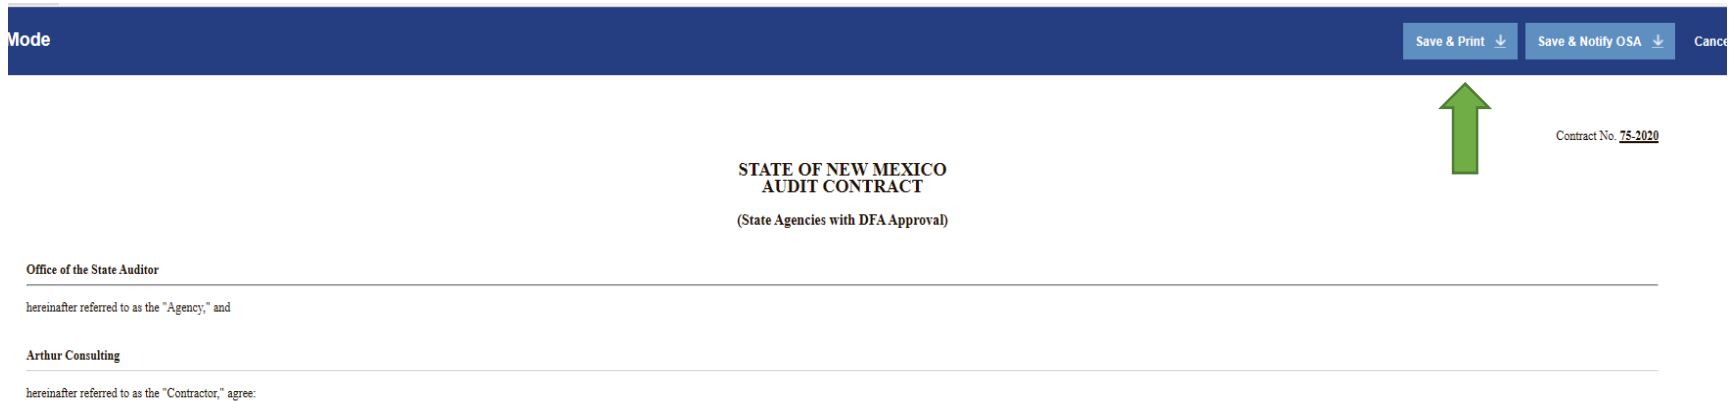 Mode
Save & Print
Save & Notify OSA
Cance
Contract No. 75-2020
STATE OF NEW MEXICO
AUDIT CONTRACT
(State Agencies with DFA Approval)
Office of the State Auditor
hereinafter referred to as the "Agency," and
Arthur Consulting
hereinafter referred to as the "Contractor," agree: